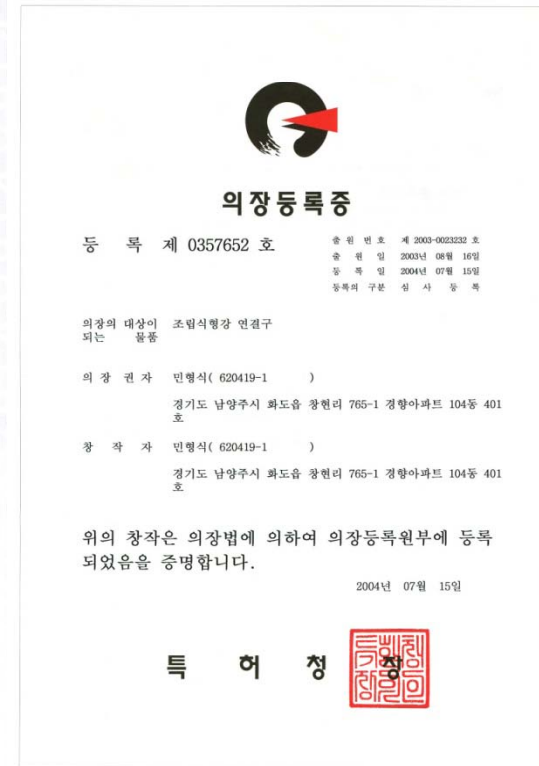 의장등록증
등 록 제 0357652 호
출 원 번 호 제 2003-0023232 호
출 원 일 2003년 08월 16일
등 록 일 2004년 07월 15일
등록의 구분 심 사 등 록
의장의 대상이 조립식형강 연결구
되는 물품
의 장 권 자 민형식( 620419-1 )
경기도 남양주시 화도읍 창현리 765-1 경향아파트 104동 401
호
창 작 자 민형식( 620419-1 )
경기도 남양주시 화도읍 창현리 765-1 경향아파트 104동 401
호
위의 창작은 의장법에 의하여 의장등록원부에 등록
되었음을 증명합니다.
2004년 07월 15일
특 허 청 장